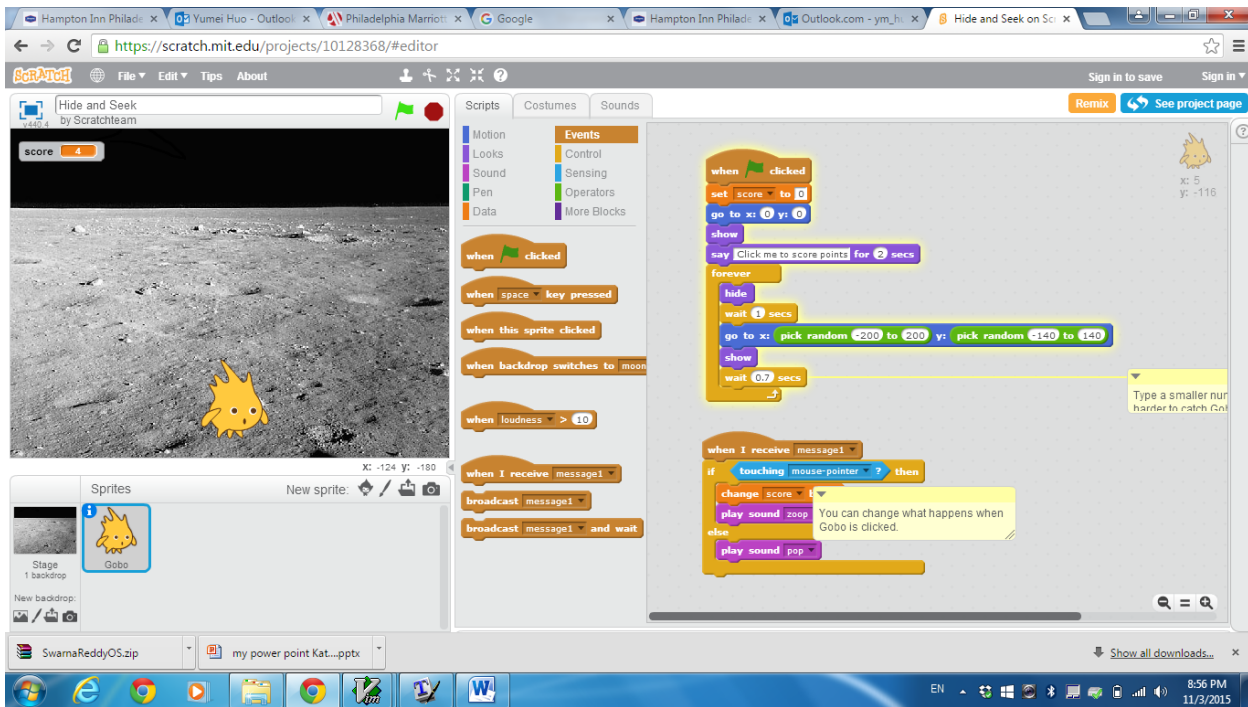 Hampton Inn Philade
Yumei Huo - Outlook
Philadelphia Marriott
Google
Hampton Inn Philade
Outlook.com - ym_hu
Hide and Seek on Scr
https://scratch.mit.edu/projects/10128368/#editor
SCRATCH File Edit Tips About Sign in to save Sign in
Hide and Seek
v440.4 by Scratchteam
score 4
X: -124 y: -180
Sprites New sprite:
Stage
1 backdrop
New backdrop:
Gobo
Scripts Costumes Sounds
Remix See project page
Motion Events
Looks Control
Sound Sensing
Pen Operators
Data More Blocks
when clicked
when space key pressed
when this sprite clicked
when backdrop switches to moon
when loudness > 10
when I receive message1
broadcast message1
broadcast message1 and wait
x: 5
y: -116
when clicked
set score to 0
go to x: 0 y: 0
show
say Click me to score points for 2 secs
forever
hide
wait 1 secs
go to x: pick random -200 to 200 y: pick random -140 to 140
show
wait 0.7 secs
Type a smaller
harder to catch
when I receive message1
if touching mouse-pointer ? then
change score
play sound zoop
else
play sound pop
You can change what happens when
Gobo is clicked.
SwarnaReddyOS.zip
my power point Kat....pptx
Show all downloads...
EN
8:56 PM
11/3/2015